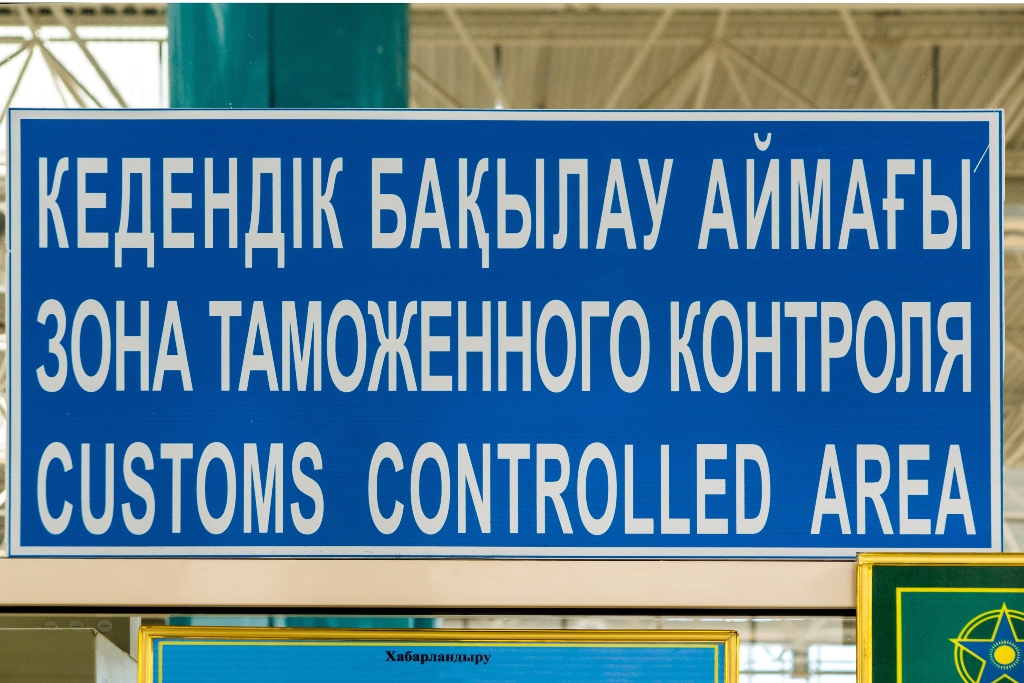 КЕДЕНДІК БАҚЫЛАУ АЙМАҒЫ
ЗОНА ТАМОЖЕННОГО КОНТРОЛЯ
CUSTOMS CONTROLLED AREA
Хабарландыру